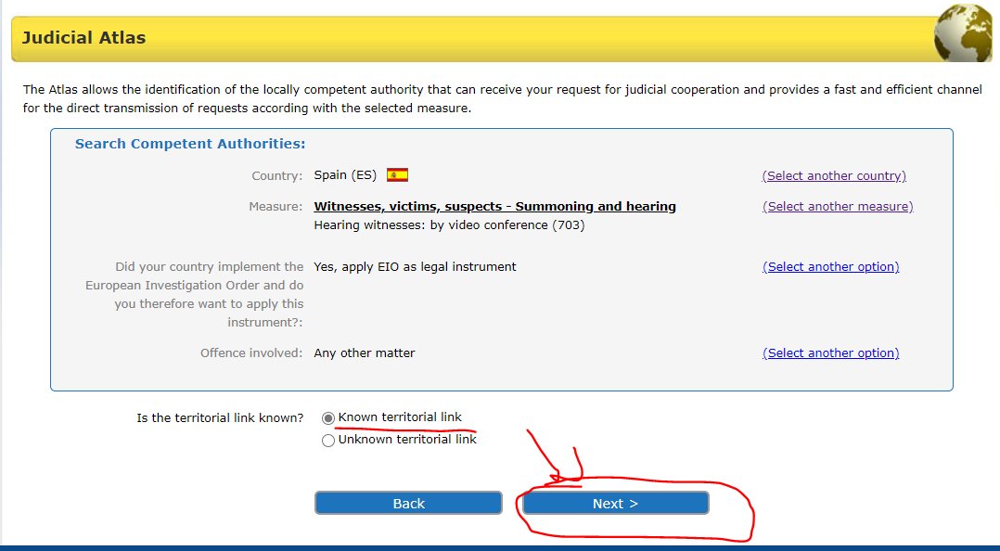 Judicial Atlas
The Atlas allows the identification of the locally competent authority that can receive your request for judicial cooperation and provides a fast and efficient channel
for the direct transmission of requests according with the selected measure.
Search Competent Authorities:
Country: Spain (ES) (Select another country)
Measure: Witnesses, victims, suspects - Summoning and hearing (Select another measure)
Hearing witnesses: by video conference (703)
Did your country implement the Yes, apply EIO as legal instrument (Select another option)
European Investigation Order and do
you therefore want to apply this
instrument?:
Offence involved: Any other matter (Select another option)
Is the territorial link known? Known territorial link
Unknown territorial link
Back Next >